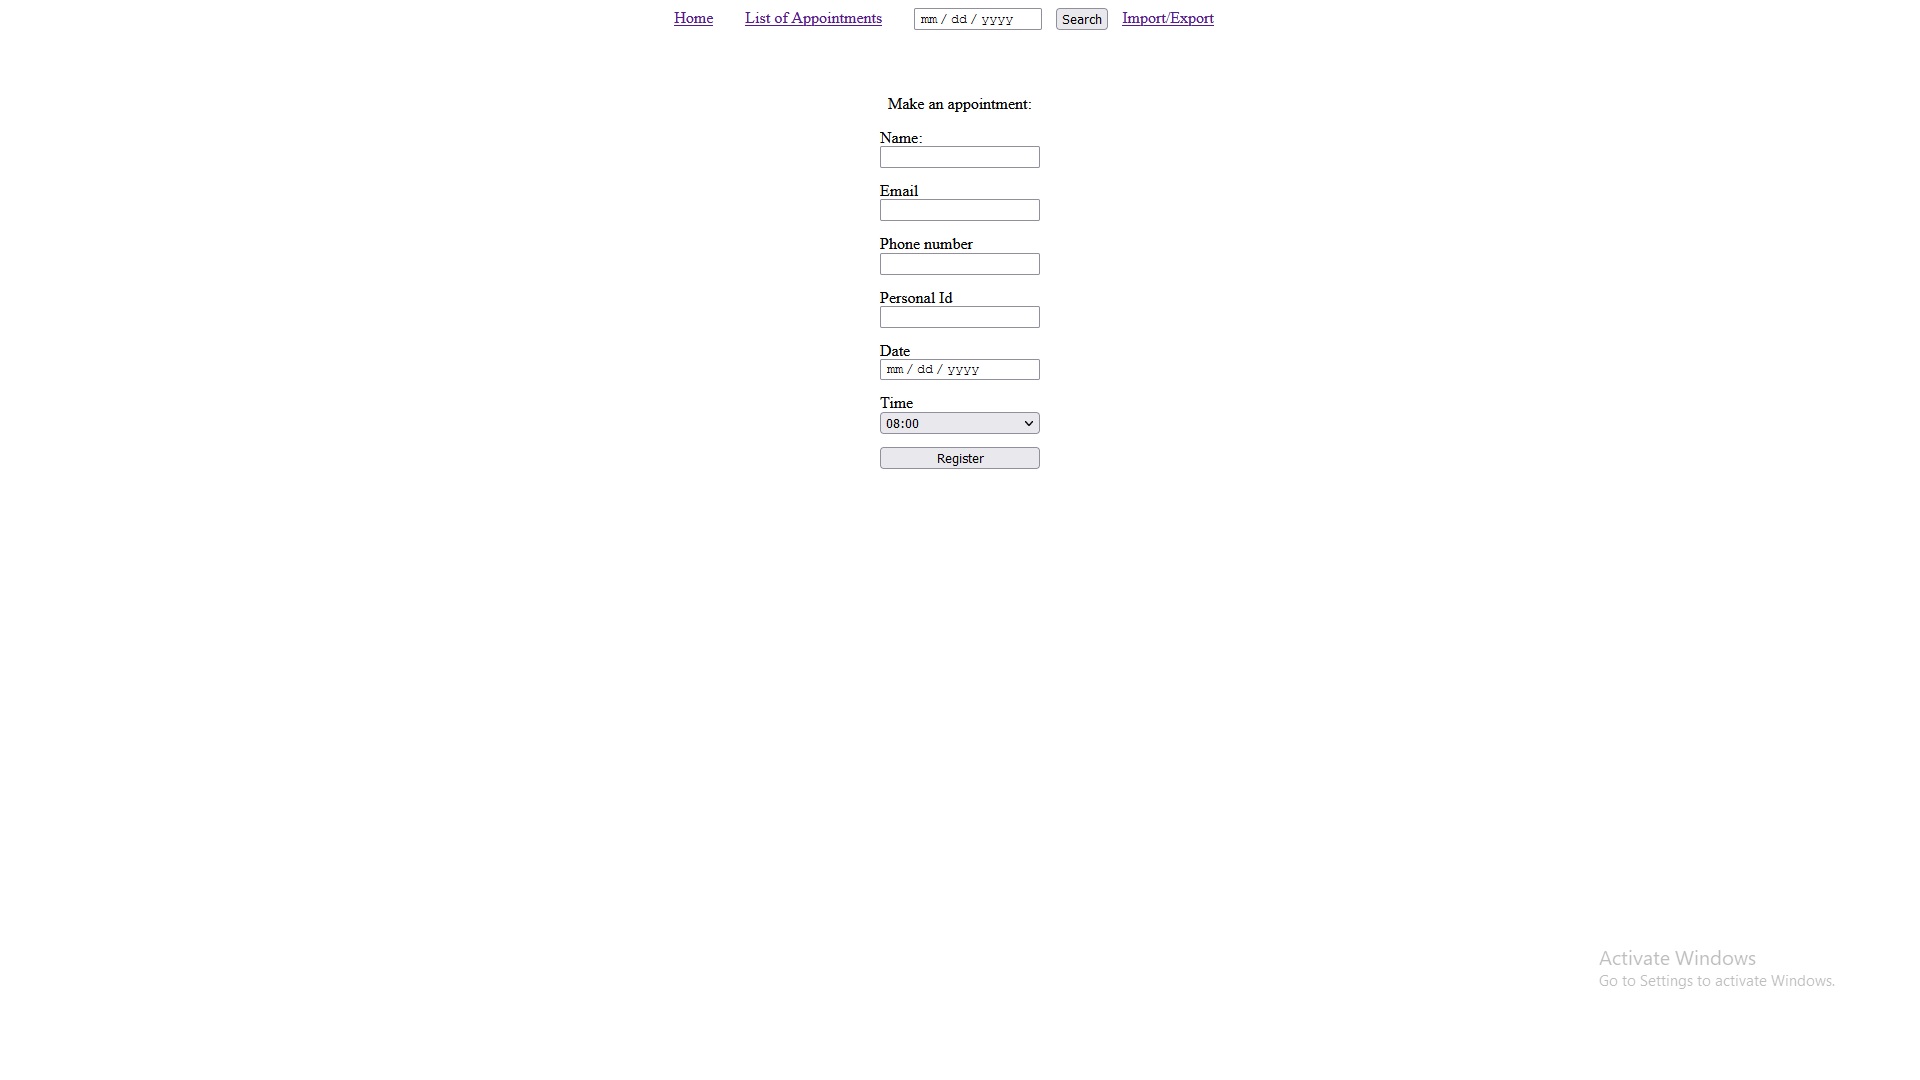 Home List of Appointments mm / dd / yyyy Search Import/Export
Make an appointment:
Name:
Email
Phone number
Personal Id
Date
mm / dd / yyyy
Time
08:00
Register
Activate Windows
Go to Settings to activate Windows.